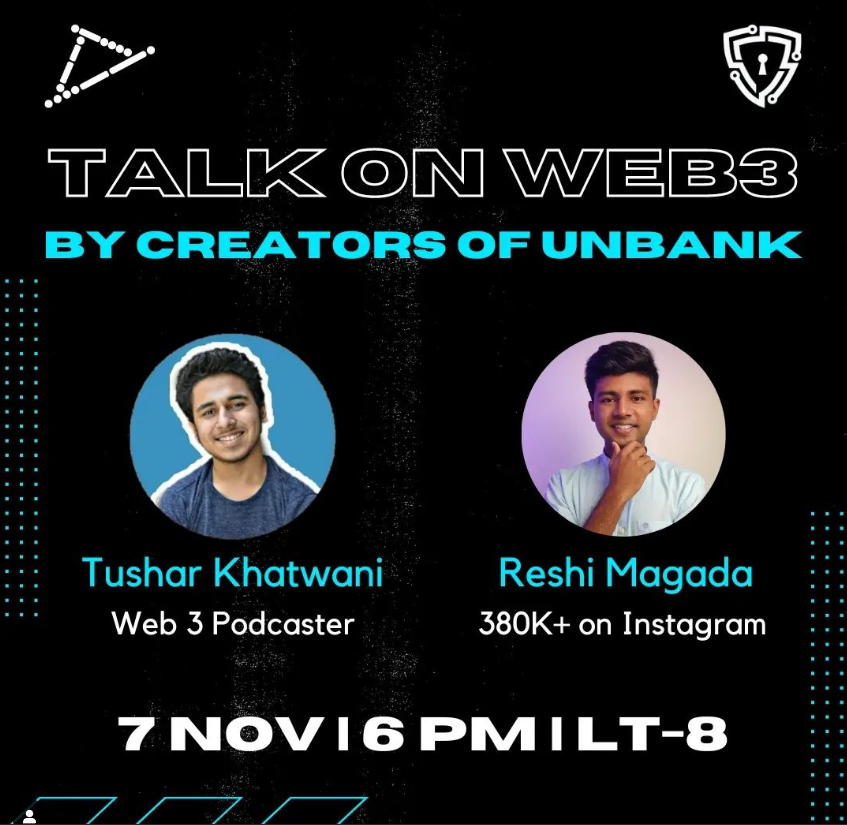 TALK ON WEB3
BY CREATORS OF UNBANK
Tushar Khatwani
Web 3 Podcaster
Reshi Magada
380K+ on Instagram
7 NOV | 6 PM | LT-8